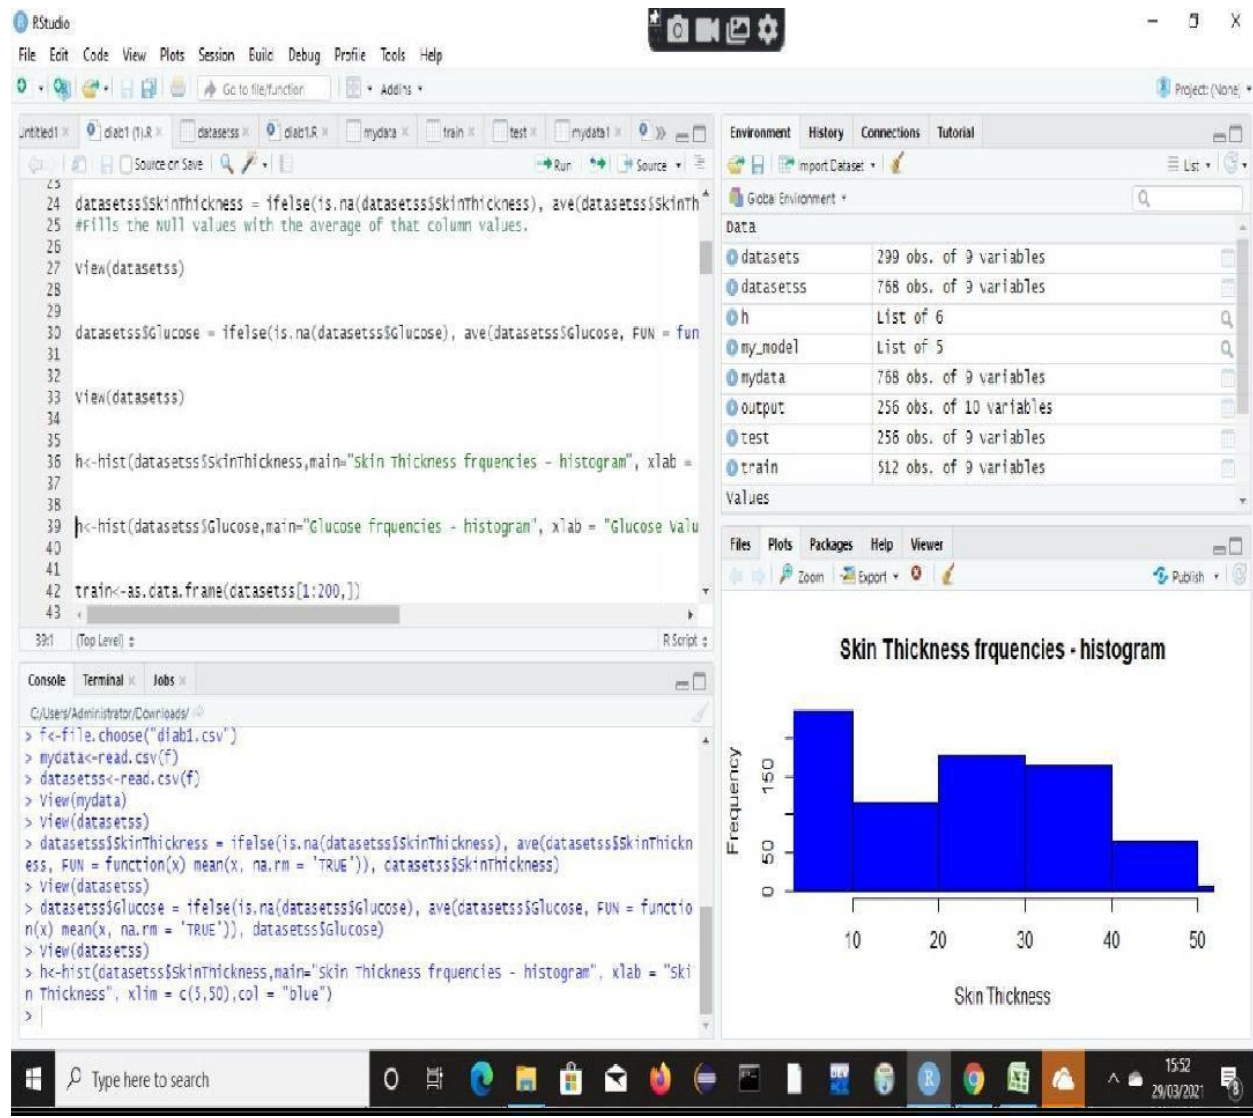 RStudio
File Edit Code View Plots Session Build Debug Profile Tools Help
Go to file/function Addins Project: (None)
Untitled1 diab1 (1).R datasetss diab1.R mydata train test mydata1
Source on Save Run Source
23
24 datasetss$SkinThickness = ifelse(is.na(datasetss$SkinThickness), ave(datasetss$SkinTh
25 #Fills the Null values with the average of that column values.
26
27 View(datasetss)
28
29
30 datasetss$Glucose = ifelse(is.na(datasetss$Glucose), ave(datasetss$Glucose, FUN = fun
31
32
33 View(datasetss)
34
35
36 h<-hist(datasetss$SkinThickness,main="Skin Thickness frquencies - histogram", xlab =
37
38
39 h<-hist(datasetss$Glucose,main="Glucose frquencies - histogram", xlab = "Glucose Valu
40
41
42 train<-as.data.frame(datasetss[1:200,])
43
39:1 (Top Level) R Script
Console Terminal Jobs
C:/Users/Administrator/Downloads/
> f<-file.choose("diab1.csv")
> mydata<-read.csv(f)
> datasetss<-read.csv(f)
> View(mydata)
> View(datasetss)
> datasetss$SkinThickness = ifelse(is.na(datasetss$SkinThickness), ave(datasetss$SkinThickn
ess, FUN = function(x) mean(x, na.rm = 'TRUE')), datasetss$SkinThickness)
> View(datasetss)
> datasetss$Glucose = ifelse(is.na(datasetss$Glucose), ave(datasetss$Glucose, FUN = functio
n(x) mean(x, na.rm = 'TRUE')), datasetss$Glucose)
> View(datasetss)
> h<-hist(datasetss$SkinThickness,main="Skin Thickness frquencies - histogram", xlab = "Ski
n Thickness", xlim = c(5,50),col = "blue")
>
Environment History Connections Tutorial
Import Dataset List
Global Environment
Data
datasets 299 obs. of 9 variables
datasetss 768 obs. of 9 variables
h List of 6
my_model List of 5
mydata 768 obs. of 9 variables
output 256 obs. of 10 variables
test 256 obs. of 9 variables
train 512 obs. of 9 variables
Values
Files Plots Packages Help Viewer
Zoom Export Publish
Skin Thickness frquencies - histogram
Frequency
150
50
0
10 20 30 40 50
Skin Thickness
Type here to search
DEV
R
15:52
29/03/2021
8